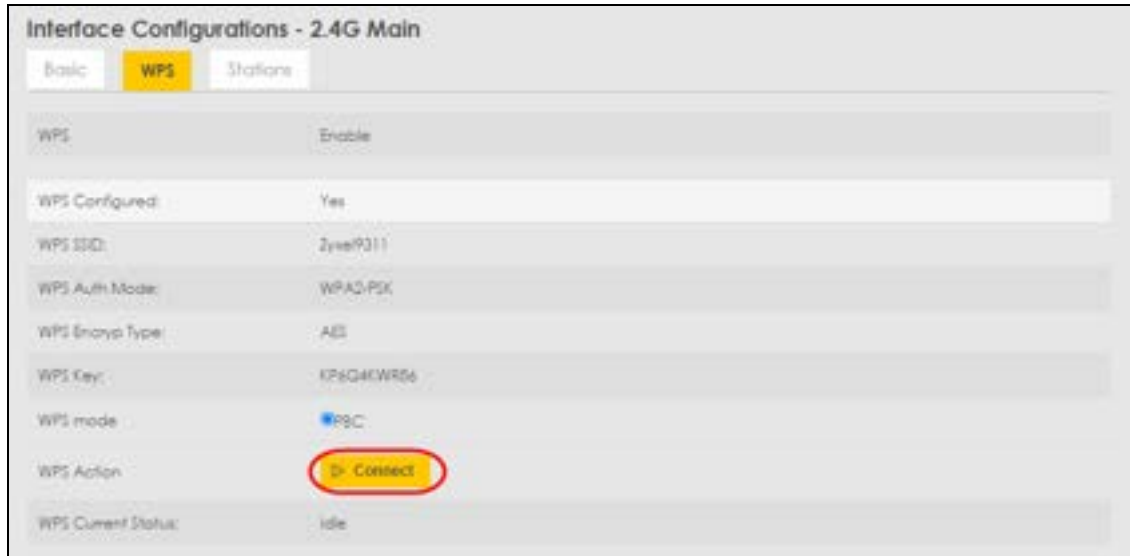 Interface Configurations - 2.4G Main
Basic WPS Stations
WPS Enable
WPS Configured: Yes
WPS SSID: Zyxel9311
WPS Auth Mode: WPA2-PSK
WPS Encryp Type: AES
WPS Key:
WPS mode PBC
WPS Action Connect
WPS Current Status: Idle